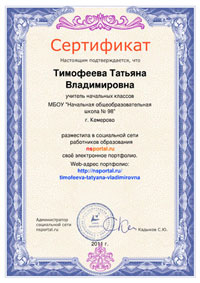 Сертификат
Настоящим подтверждается, что
Тимофеева Татьяна
Владимировна
учитель начальных классов
МБОУ "Начальная общеобразовательная
школа № 98"
г. Кемерово
разместила в социальной сети
работников образования
nsportal.ru
своё электронное портфолио.
Web-адрес портфолио:
http://nsportal.ru/
timofeeva-tatyana-vladimirovna
Администратор
социальной сети
nsportal.ru
Кадыков С.Ю.
2011 г.